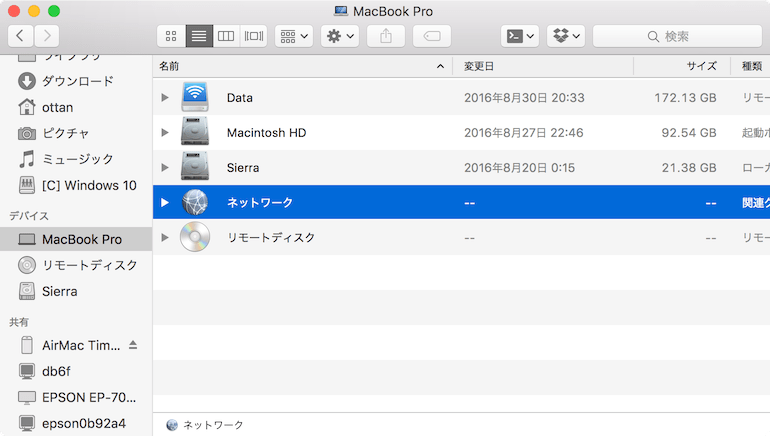 MacBook Pro
検索
ライブラリ
ダウンロード
ottan
ピクチャ
ミュージック
[C] Windows 10
デバイス
MacBook Pro
リモートディスク
Sierra
共有
AirMac Tim...
db6f
EPSON EP-70...
epson0b92a4
名前 変更日 サイズ 種類
Data 2016年8月30日 20:33 172.13 GB リモー
Macintosh HD 2016年8月27日 22:46 92.54 GB 起動ボ
Sierra 2016年8月20日 0:15 21.38 GB ローカ
ネットワーク -- -- 関連ク
リモートディスク -- -- リモー
ネットワーク